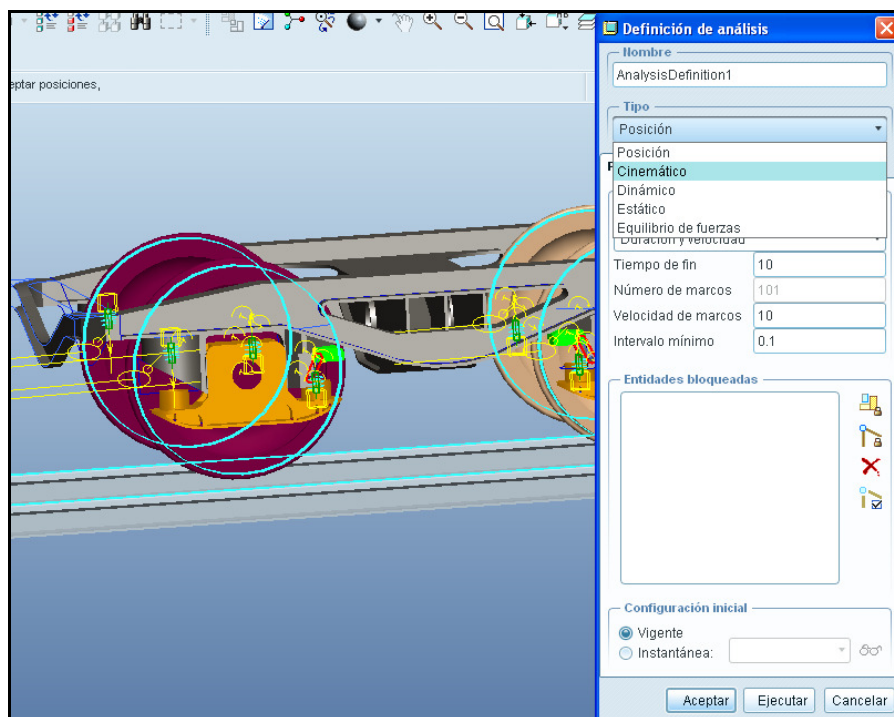 Definición de análisis
Nombre
AnalysisDefinition1
eptar posiciones,
Tipo
Posición
Posición
Cinemático
Dinámico
Estático
Equilibrio de fuerzas
Duración y velocidad
Tiempo de fin 10
Número de marcos 101
Velocidad de marcos 10
Intervalo mínimo 0.1
Entidades bloqueadas
Configuración inicial
Vigente
Instantánea:
Aceptar Ejecutar Cancelar